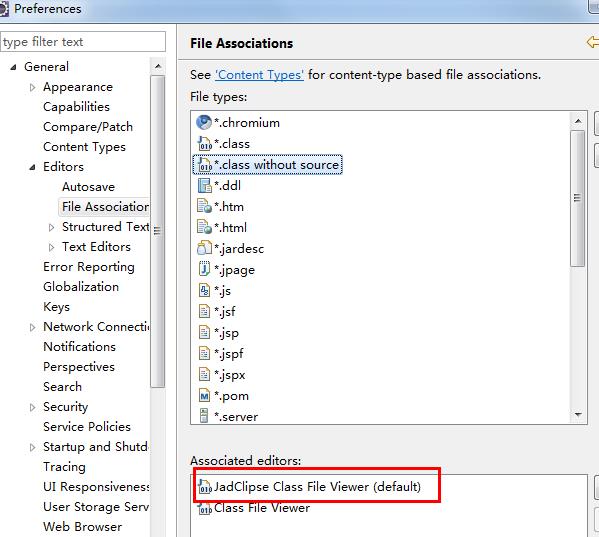 Preferences
type filter text
General
Appearance
Capabilities
Compare/Patch
Content Types
Editors
Autosave
File Association
Structured Text
Text Editors
Error Reporting
Globalization
Keys
Network Connecti
Notifications
Perspectives
Search
Security
Service Policies
Startup and Shutd
Tracing
UI Responsiveness
User Storage Serv
Web Browser
File Associations
See 'Content Types' for content-type based file associations.
File types:
*.chromium
*.class
*.class without source
*.ddl
*.htm
*.html
*.jardesc
*.jpage
*.js
*.jsf
*.jsp
*.jspf
*.jspx
*.pom
*.server
Associated editors:
JadClipse Class File Viewer (default)
Class File Viewer